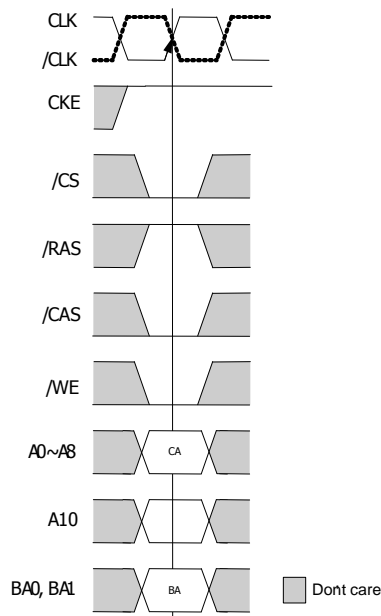 CLK
/CLK
CKE
/CS
/RAS
/CAS
/WE
A0~A8
CA
A10
BA0, BA1
BA
Dont care